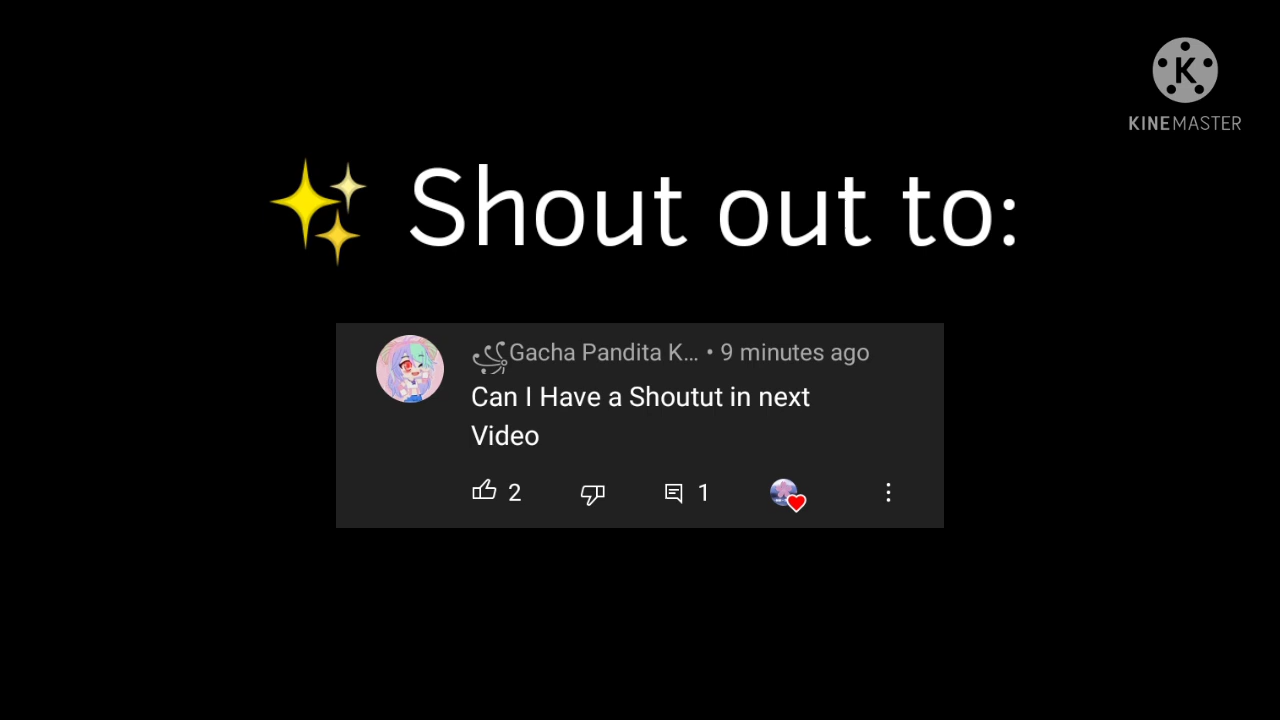 KINEMASTER
✨ Shout out to:
꧁Gacha Pandita K... • 9 minutes ago
Can I Have a Shoutut in next
Video
2 1